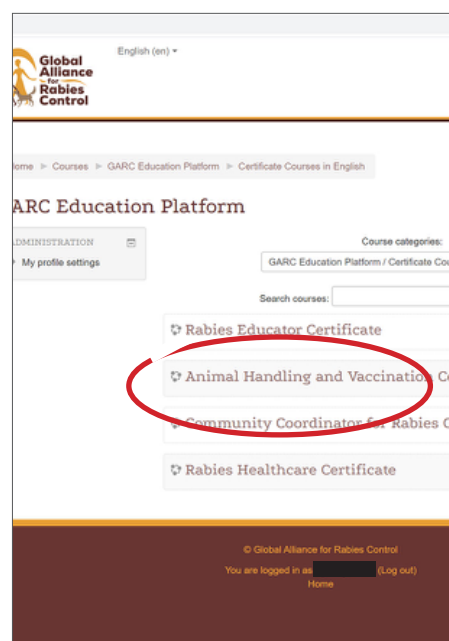 Global
Alliance
for
Rabies
Control
English (en)
ome Courses GARC Education Platform Certificate Courses in English
ARC Education Platform
DMINISTRATION
My profile settings
Course categories:
GARC Education Platform / Certificate Cou
Search courses:
Rabies Educator Certificate
Animal Handling and Vaccination C
Community Coordinator for Rabies C
Rabies Healthcare Certificate
© Global Alliance for Rabies Control
You are logged in as (Log out)
Home